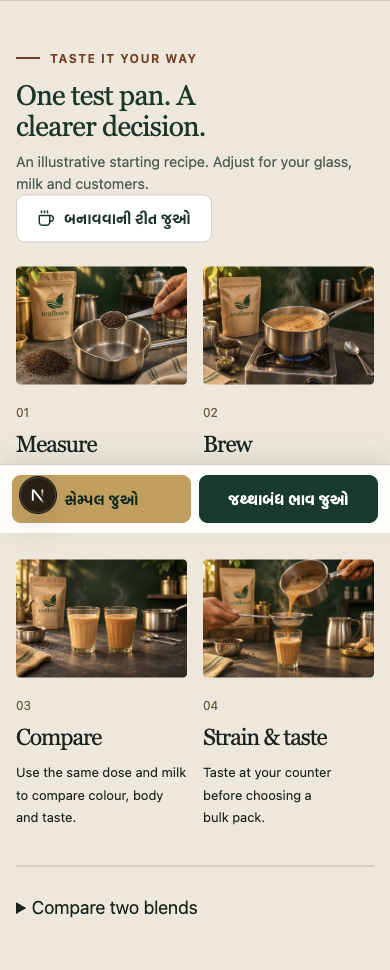 TASTE IT YOUR WAY
One test pan. A
clearer decision.
An illustrative starting recipe. Adjust for your glass,
milk and customers.
બનાવવાની રીત જુઓ
teaflow
teaflow
01
02
Measure
Brew
N
સેમ્પલ જુઓ
જથ્થાબંધ ભાવ જુઓ
03
04
Compare
Strain & taste
Use the same dose and milk
to compare colour, body
and taste.
Taste at your counter
before choosing a
bulk pack.
Compare two blends